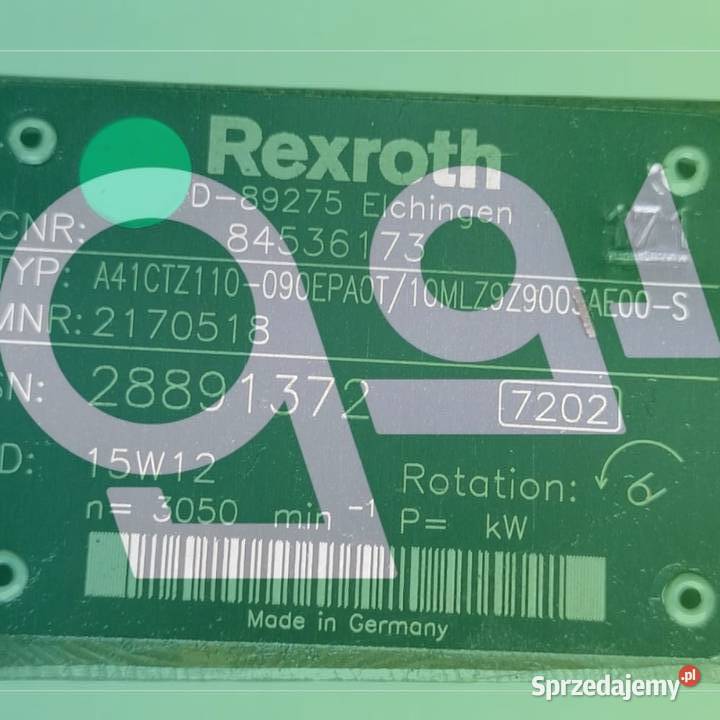 Rexroth
D-89275 Elchingen
CNR: 84536173
TYP: A41CTZ110-090EPA0T/10MLZ9Z900SAE00-S
MNR: 2170518
SN: 28891372 7202
D: 15W12
Rotation:
n= 3050 min⁻¹ P= kW
Made in Germany
Sprzedajemy.pl